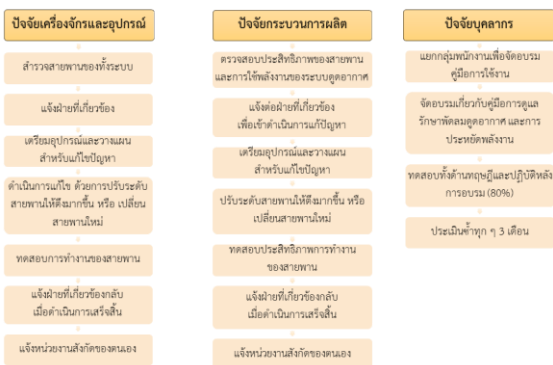 ปัจจัยเครื่องจักรและอุปกรณ์
สำรวจสายพานของทั้งระบบ
แจ้งฝ่ายที่เกี่ยวข้อง
เตรียมอุปกรณ์และวางแผน
สำหรับแก้ไขปัญหา
ดำเนินการแก้ไข ด้วยการปรับระดับ
สายพานให้ตึงมากขึ้น หรือ เปลี่ยน
สายพานใหม่
ทดสอบการทำงานของสายพาน
แจ้งฝ่ายที่เกี่ยวข้องกลับ
เมื่อดำเนินการเสร็จสิ้น
แจ้งหน่วยงานสังกัดของตนเอง
ปัจจัยกระบวนการผลิต
ตรวจสอบประสิทธิภาพของสายพาน
และการใช้พลังงานของระบบดูดอากาศ
แจ้งต่อฝ่ายที่เกี่ยวข้อง
เพื่อเข้าดำเนินการแก้ปัญหา
เตรียมอุปกรณ์และวางแผน
สำหรับแก้ไขปัญหา
ปรับระดับสายพานให้ตึงมากขึ้น หรือ
เปลี่ยนสายพานใหม่
ทดสอบประสิทธิภาพการทำงาน
ของสายพาน
แจ้งฝ่ายที่เกี่ยวข้องกลับ
เมื่อดำเนินการเสร็จสิ้น
แจ้งหน่วยงานสังกัดของตนเอง
ปัจจัยบุคลากร
แยกกลุ่มพนักงานเพื่อจัดอบรม
คู่มือการใช้งาน
จัดอบรมเกี่ยวกับคู่มือการดูแล
รักษาพัดลมดูดอากาศ และการ
ประหยัดพลังงาน
ทดสอบทั้งด้านทฤษฎีและปฏิบัติหลัง
การอบรม (80%)
ประเมินซ้ำทุก ๆ 3 เดือน